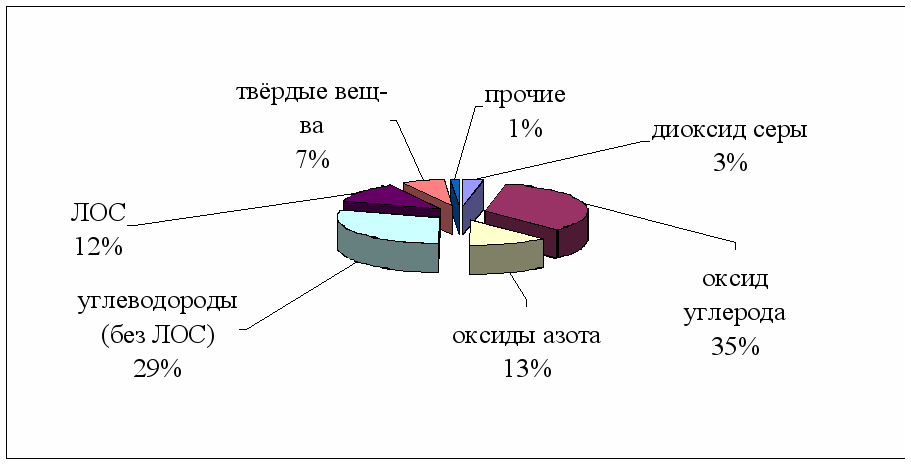 твёрдые вещ-
ва
7%
прочие
1%
диоксид серы
3%
ЛОС
12%
оксид
углерода
35%
углеводороды
(без ЛОС)
29%
оксиды азота
13%